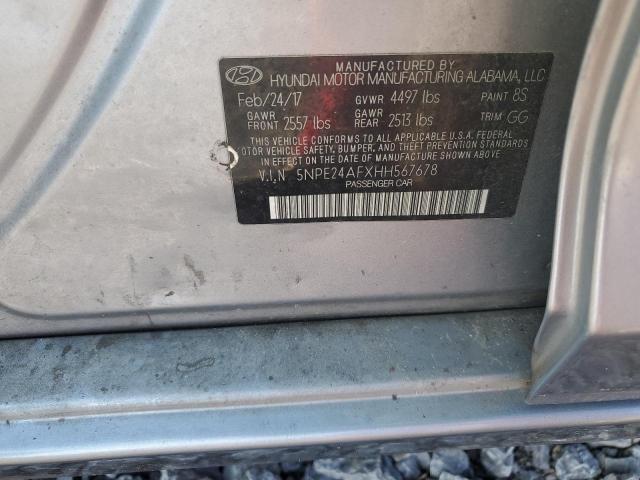 MANUFACTURED BY
HYUNDAI MOTOR MANUFACTURING ALABAMA, LLC
Feb/24/17 GVWR 4497 lbs PAINT 8S
GAWR FRONT 2557 lbs GAWR REAR 2513 lbs TRIM GG
THIS VEHICLE CONFORMS TO ALL APPLICABLE U.S.A. FEDERAL
MOTOR VEHICLE SAFETY, BUMPER, AND THEFT PREVENTION
STANDARDS IN EFFECT ON THE DATE OF MANUFACTURE SHOWN ABOVE
V.I.N 5NPE24AFXHH567678
PASSENGER CAR